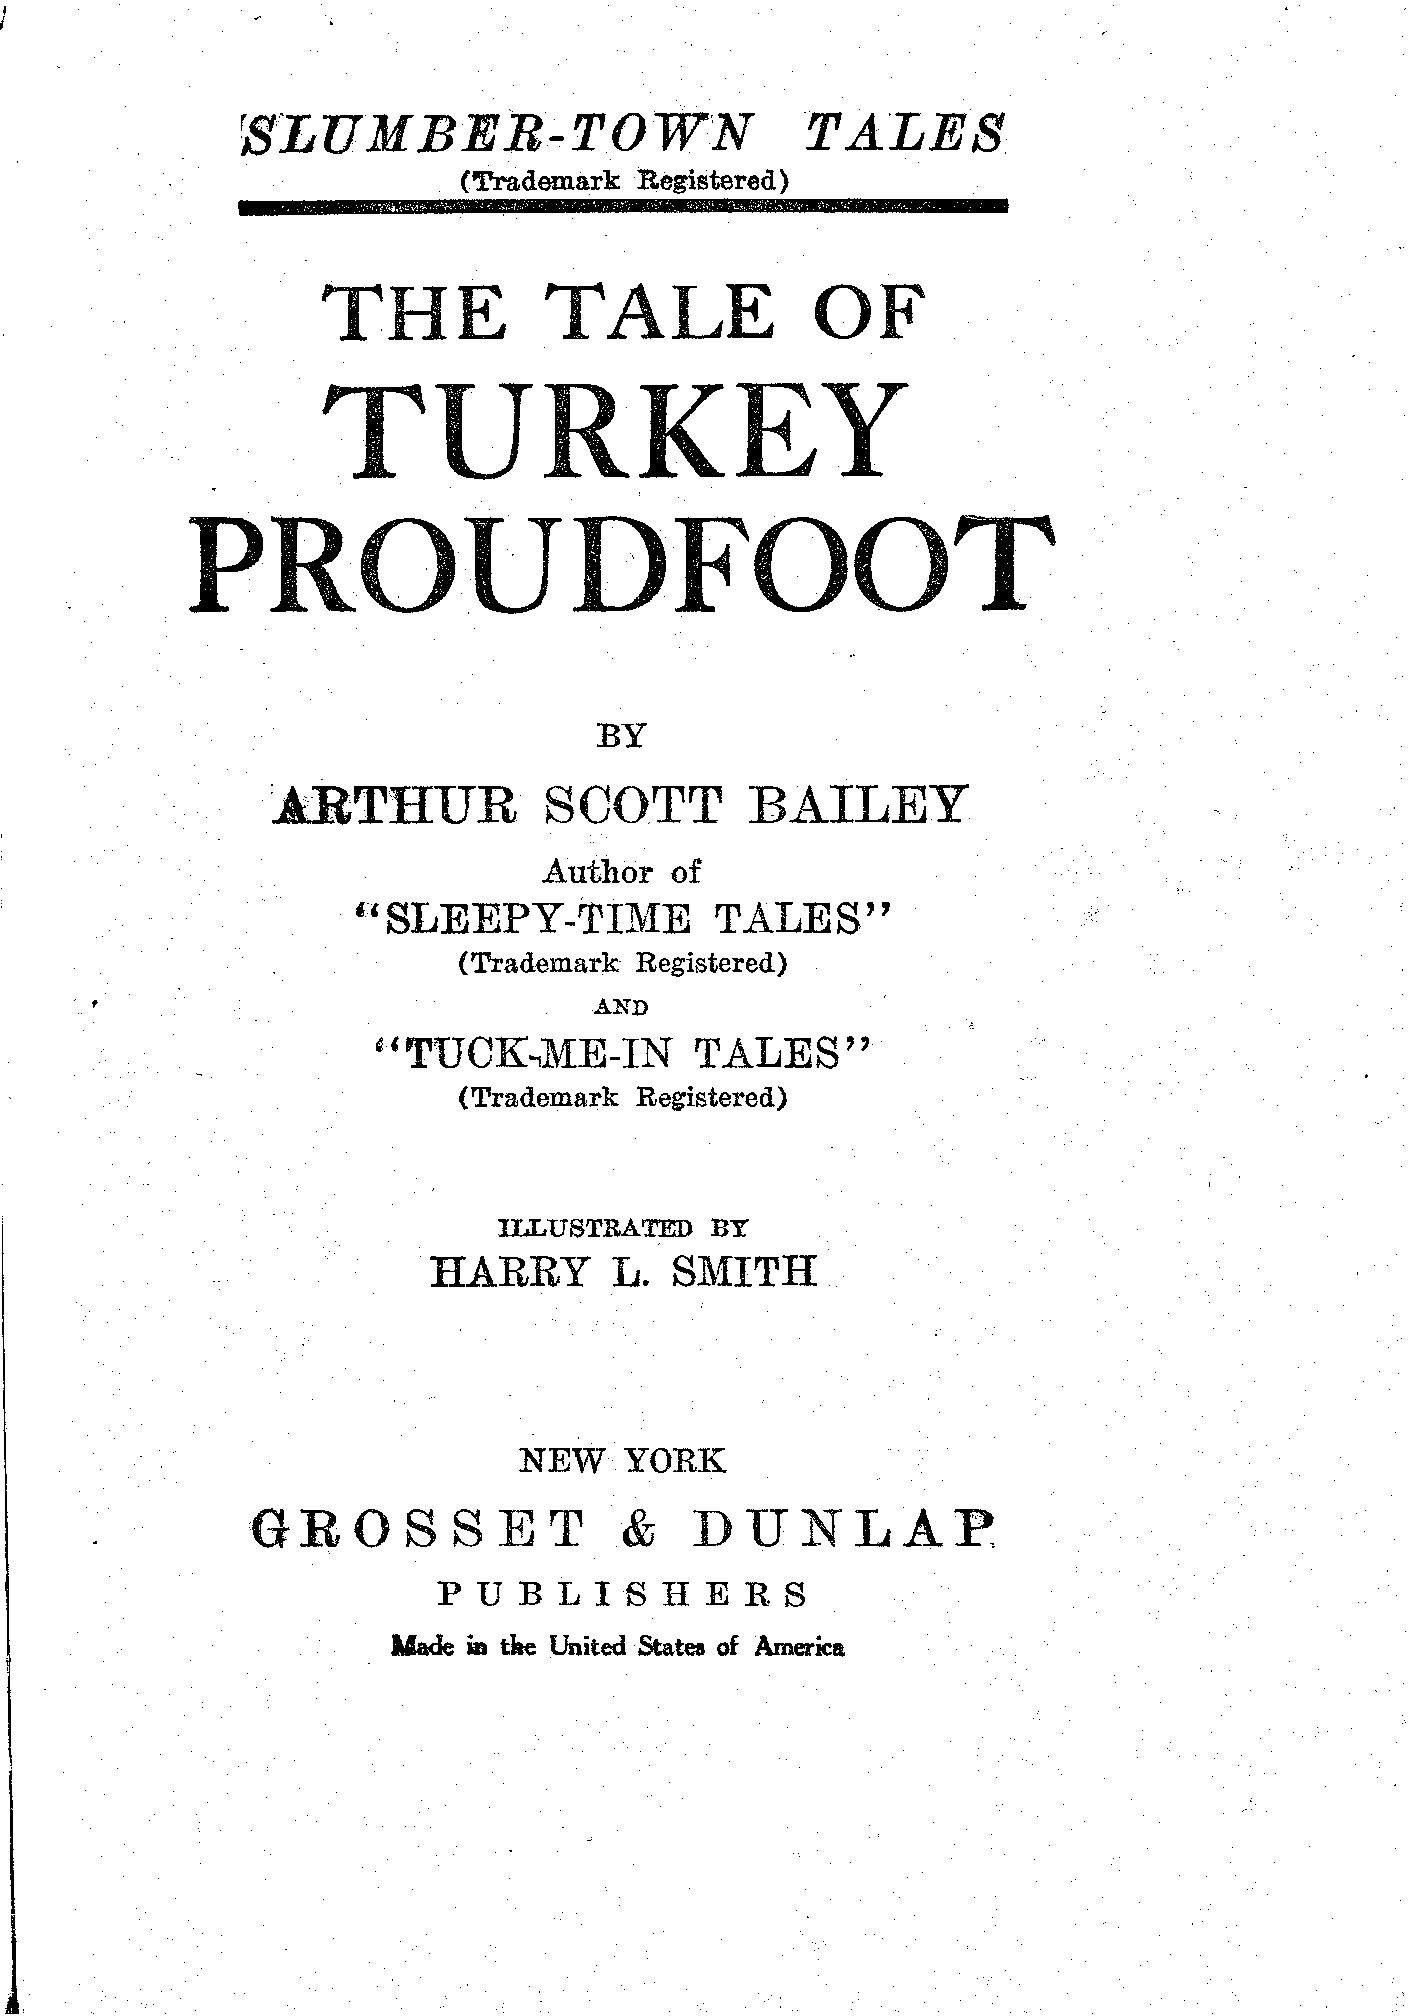 SLUMBER-TOWN TALES
(Trademark Registered)
THE TALE OF
TURKEY
PROUDFOOT
BY
ARTHUR SCOTT BAILEY
Author of
“SLEEPY-TIME TALES”
(Trademark Registered)
AND
“TUCK-ME-IN TALES”
(Trademark Registered)
ILLUSTRATED BY
HARRY L. SMITH
NEW YORK
GROSSET & DUNLAP
PUBLISHERS
Made in the United States of America